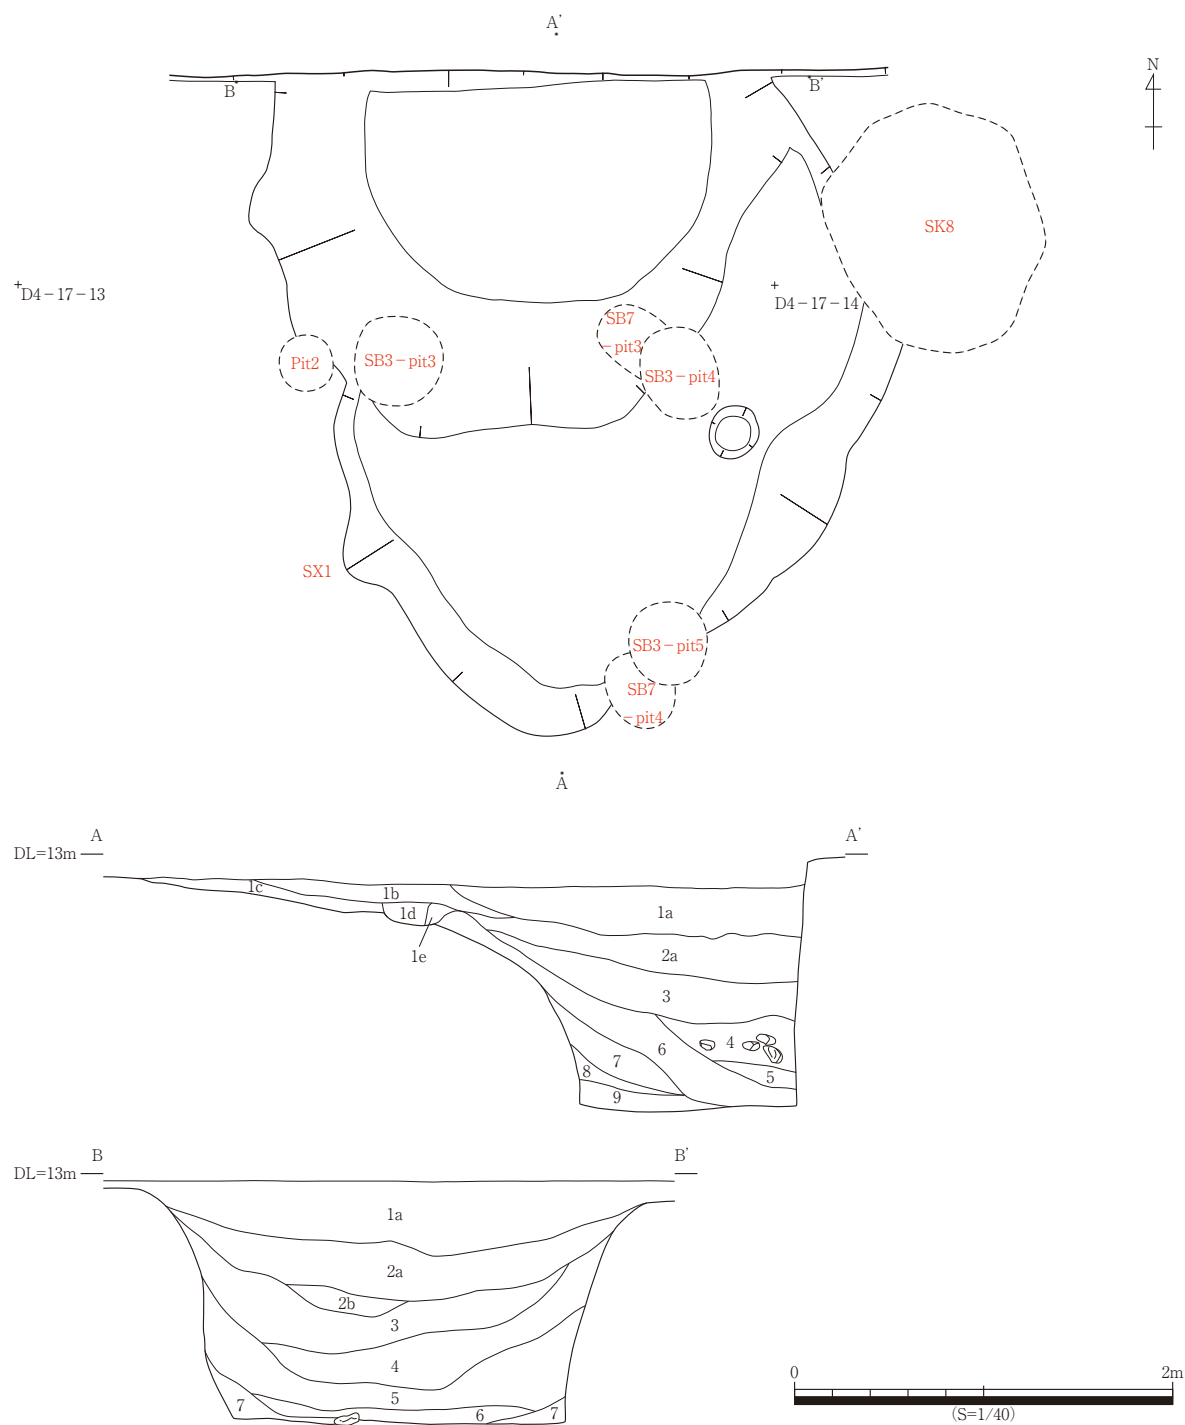 A'
N
B
B'
SK8
D4-17-13
D4-17-14
SB7
-pit3
Pit2
SB3-pit3
SB3-pit4
SX1
SB3-pit5
SB7
-pit4
A
A
A'
DL=13m
1c
1b
1a
1d
1e
2a
3
4
6
7
8
5
9
B
B'
DL=13m
1a
2a
2b
3
4
5
7
6
7
0
2m
(S=1/40)